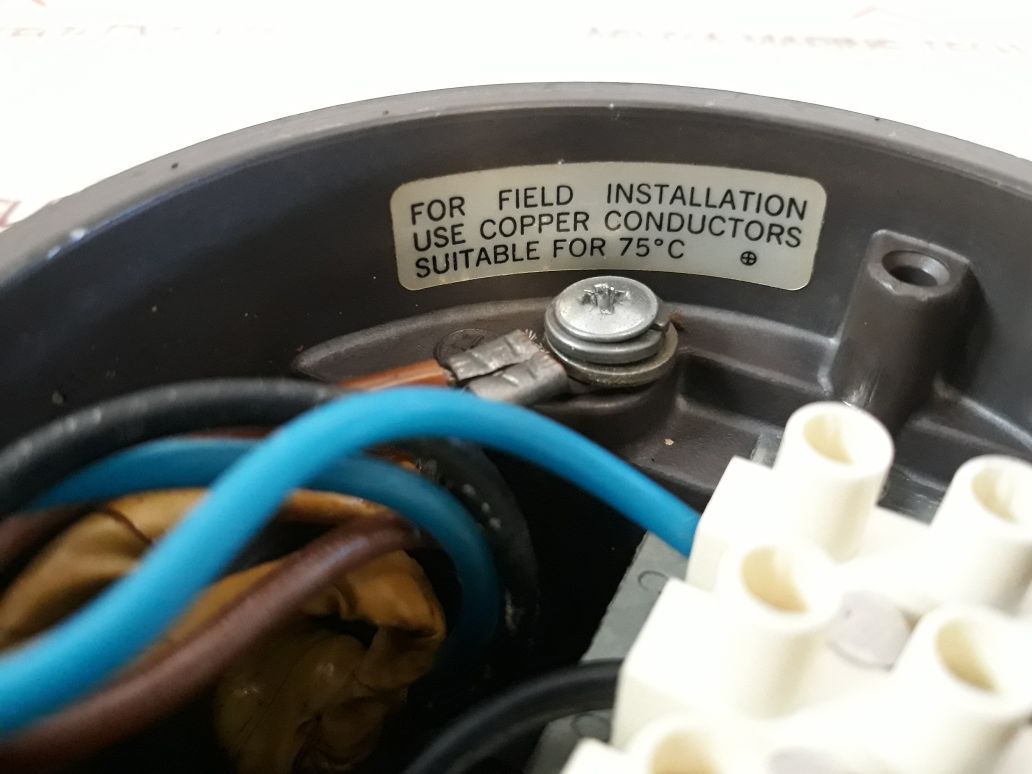 FOR FIELD INSTALLATION
USE COPPER CONDUCTORS
SUITABLE FOR 75°C